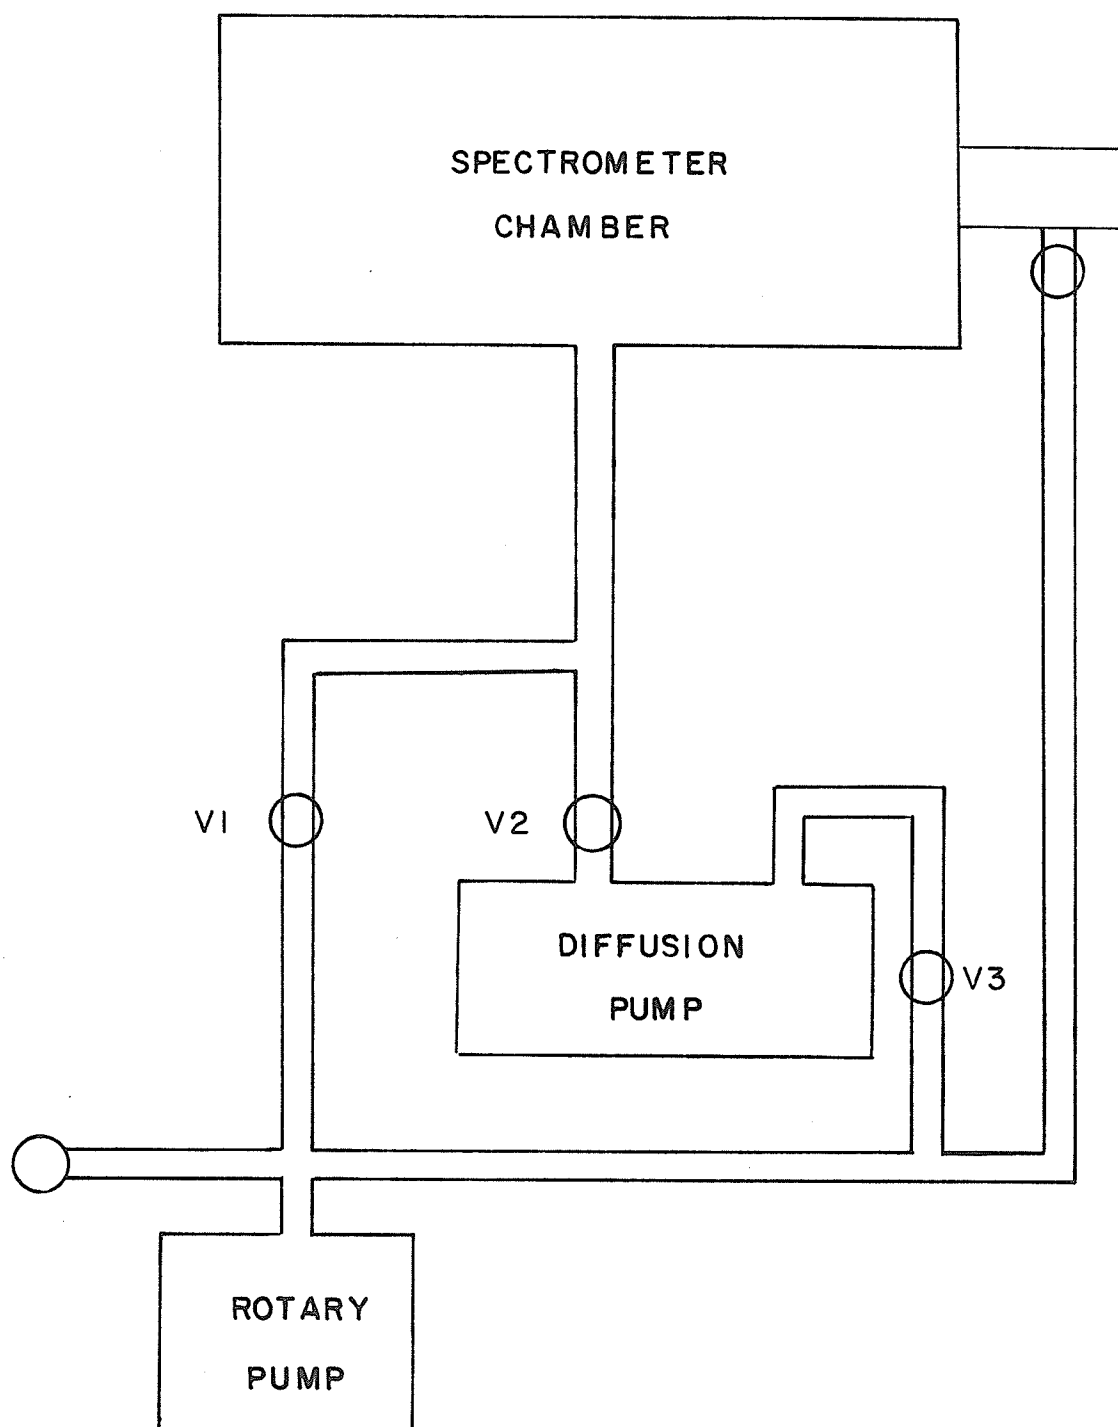 SPECTROMETER
CHAMBER
V1
V2
DIFFUSION
PUMP
V3
ROTARY
PUMP